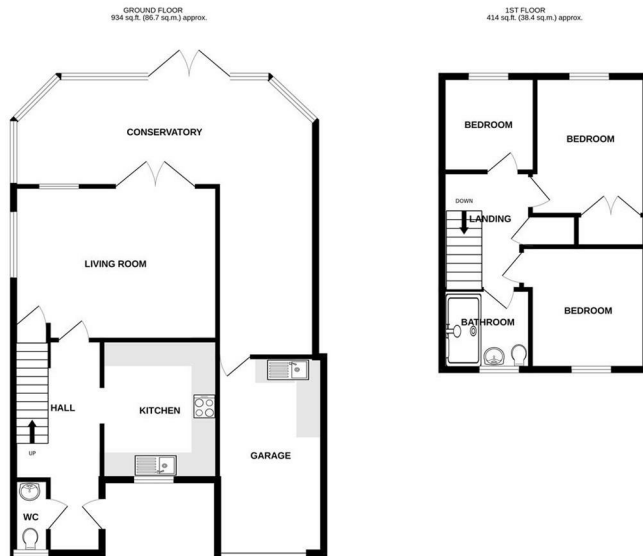 GROUND FLOOR
934 sq.ft. (86.7 sq.m.) approx.
CONSERVATORY
LIVING ROOM
HALL
UP
KITCHEN
GARAGE
WC
1ST FLOOR
414 sq.ft. (38.4 sq.m.) approx.
BEDROOM
BEDROOM
DOWN
LANDING
BEDROOM
BATHROOM